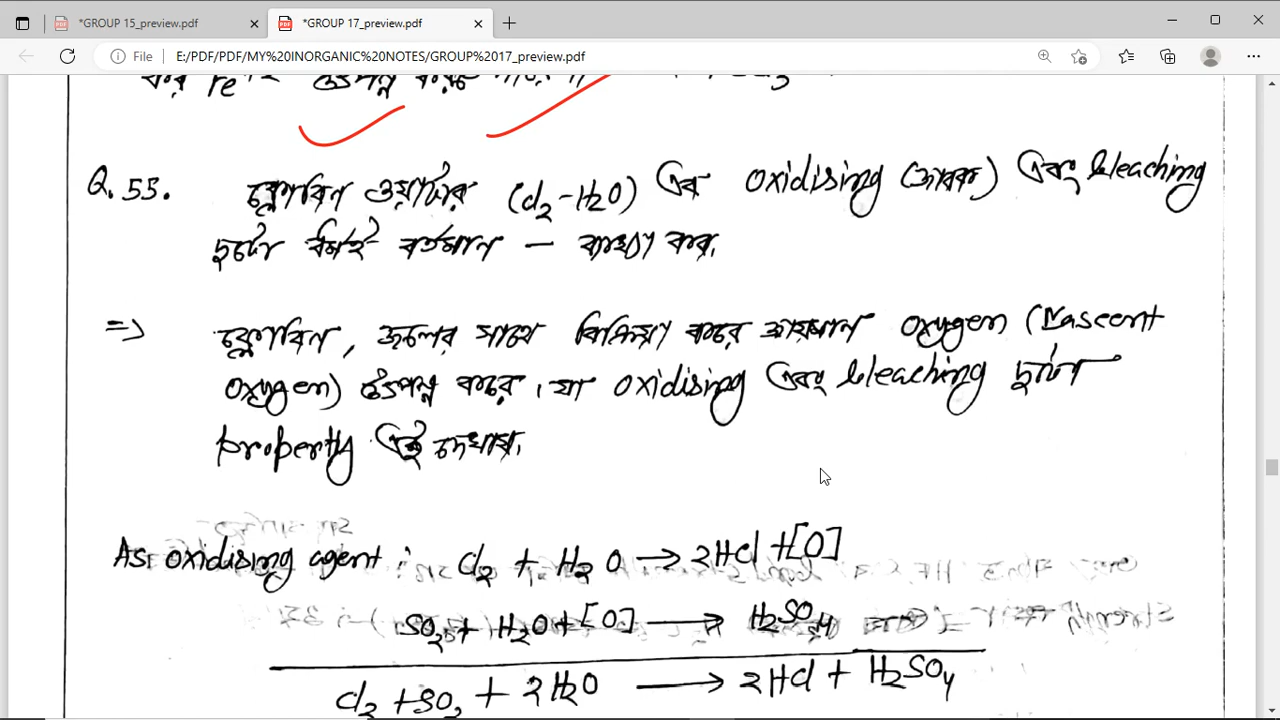 *GROUP 15_preview.pdf
*GROUP 17_preview.pdf
File E:/PDF/PDF/MY%20INORGANIC%20NOTES/GROUP%2017_preview.pdf
Q.53. ক্লোরিন ওয়াটার (Cl2-H2O) এর oxidising (জারক) এবং bleaching
দুটো ধর্মই বর্তমান – ব্যাখ্যা কর.
=> ক্লোরিন, জলের সাথে বিক্রিয়া করে জায়মান oxygen (Nascent
oxygen) উৎপন্ন করে। যা oxidising এবং bleaching দুটো
property এই দেখায়.
As oxidising agent: Cl2 + H2O → 2HCl + [O]
SO2 + H2O + [O] → H2SO4
Cl2 + SO2 + 2H2O → 2HCl + H2SO4